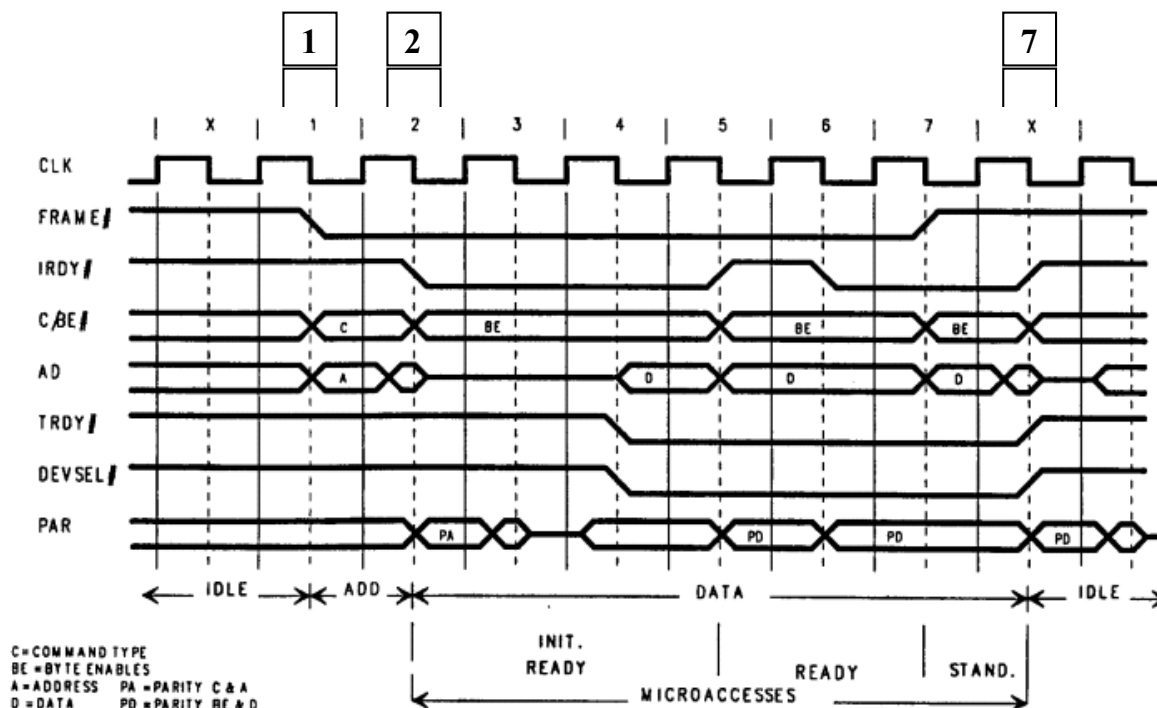 1 2 7
X 1 2 3 4 5 6 7 X
CLK
FRAME#
IRDY#
C/BE#
C BE BE BE
AD
A D D D
TRDY#
DEVSEL#
PAR
PA PD PD PD
IDLE ADD DATA IDLE
INIT. READY READY STAND.
MICROACCESSES
C=COMMAND TYPE
BE=BYTE ENABLES
A=ADDRESS PA=PARITY C & A
D=DATA PD=PARITY BE & D